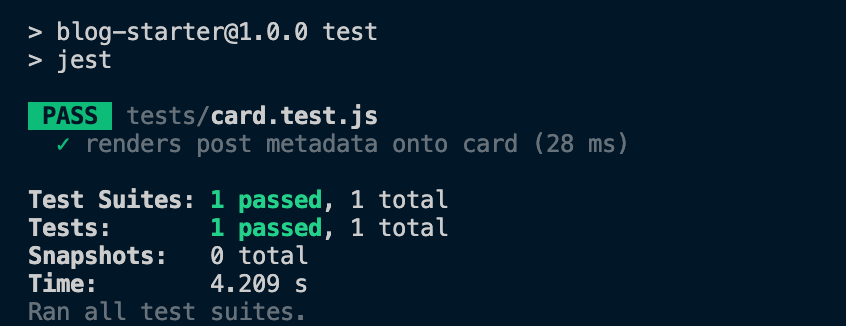 > blog-starter@1.0.0 test
> jest
PASS tests/card.test.js
✓ renders post metadata onto card (28 ms)
Test Suites: 1 passed, 1 total
Tests: 1 passed, 1 total
Snapshots: 0 total
Time: 4.209 s
Ran all test suites.